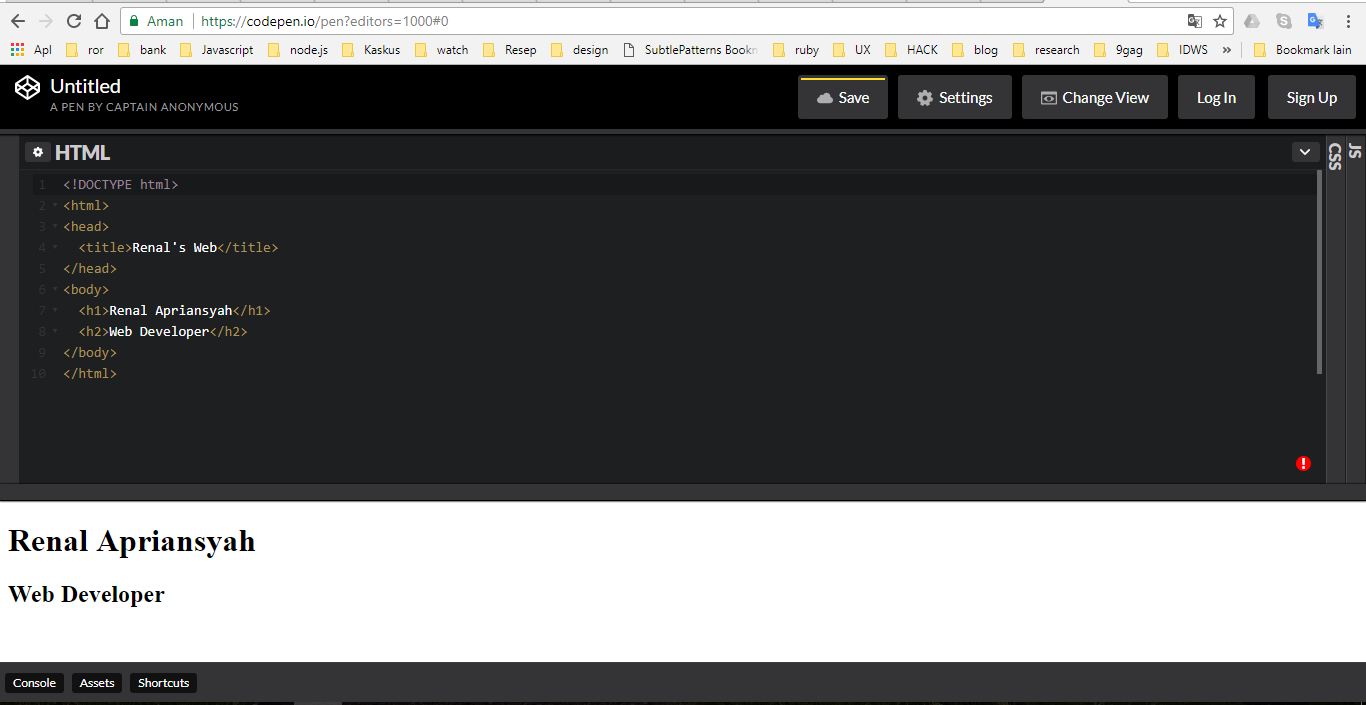 Aman https://codepen.io/pen?editors=1000#0
Apl ror bank Javascript node.js Kaskus watch Resep design SubtlePatterns Bookm ruby UX HACK blog research 9gag IDWS » Bookmark lain
Untitled
A PEN BY CAPTAIN ANONYMOUS
Save Settings Change View Log In Sign Up
HTML
CSS
JS
1 <!DOCTYPE html>
2 <html>
3 <head>
4 <title>Renal's Web</title>
5 </head>
6 <body>
7 <h1>Renal Apriansyah</h1>
8 <h2>Web Developer</h2>
9 </body>
10 </html>
Renal Apriansyah
Web Developer
Console Assets Shortcuts